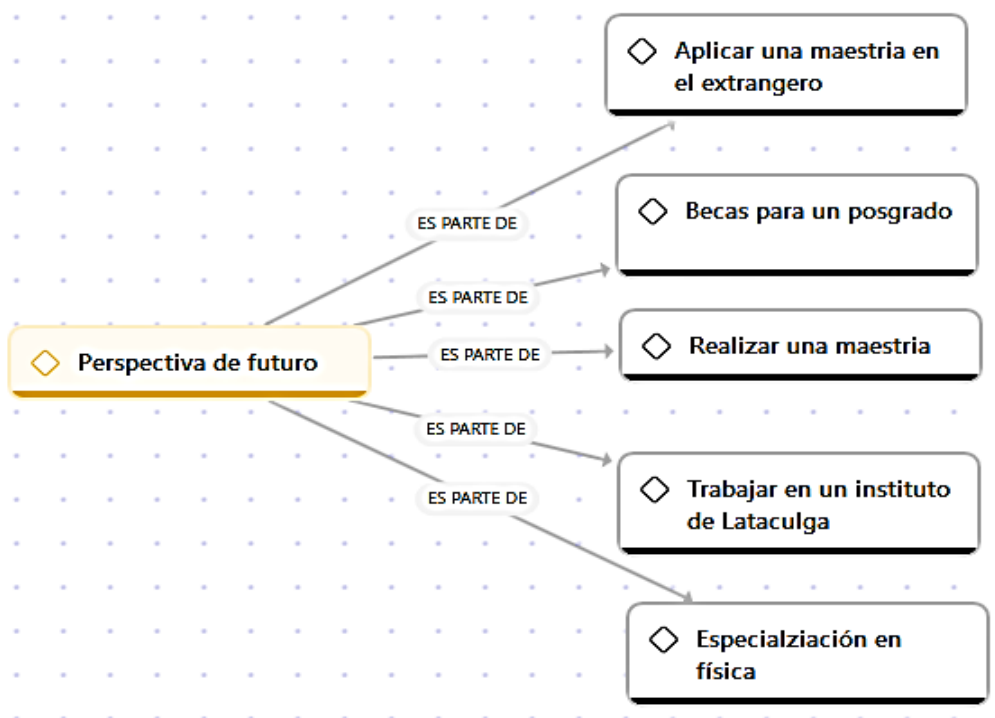 Aplicar una maestria en
el extrangero
ES PARTE DE
Becas para un posgrado
ES PARTE DE
Perspectiva de futuro
ES PARTE DE
Realizar una maestria
ES PARTE DE
Trabajar en un instituto
de Lataculga
ES PARTE DE
Especialziación en
física